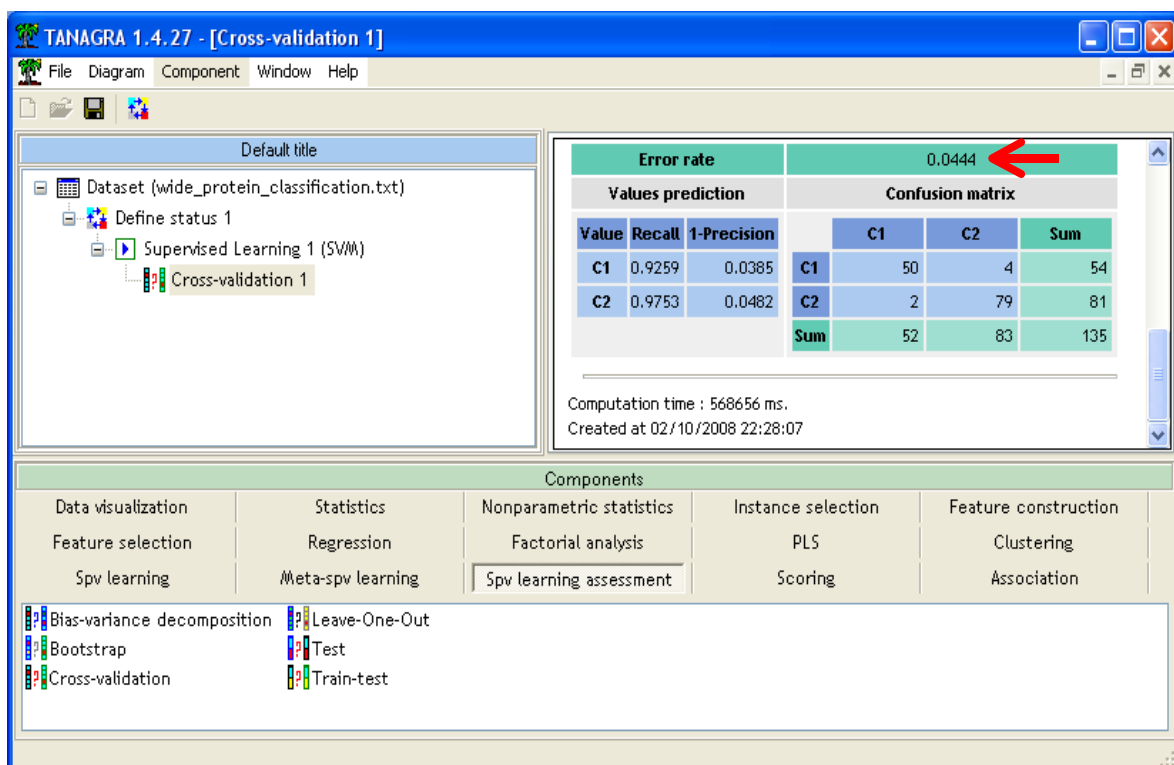 TANAGRA 1.4.27 - [Cross-validation 1]
File Diagram Component Window Help
Default title
Dataset (wide_protein_classification.txt)
Define status 1
Supervised Learning 1 (SVM)
Cross-validation 1
Error rate 0.0444
Values prediction Confusion matrix
Value Recall 1-Precision C1 C2 Sum
C1 0.9259 0.0385 C1 50 4 54
C2 0.9753 0.0482 C2 2 79 81
Sum 52 83 135
Computation time : 568656 ms.
Created at 02/10/2008 22:28:07
Components
Data visualization Statistics Nonparametric statistics Instance selection Feature construction
Feature selection Regression Factorial analysis PLS Clustering
Spv learning Meta-spv learning Spv learning assessment Scoring Association
Bias-variance decomposition Leave-One-Out
Bootstrap Test
Cross-validation Train-test